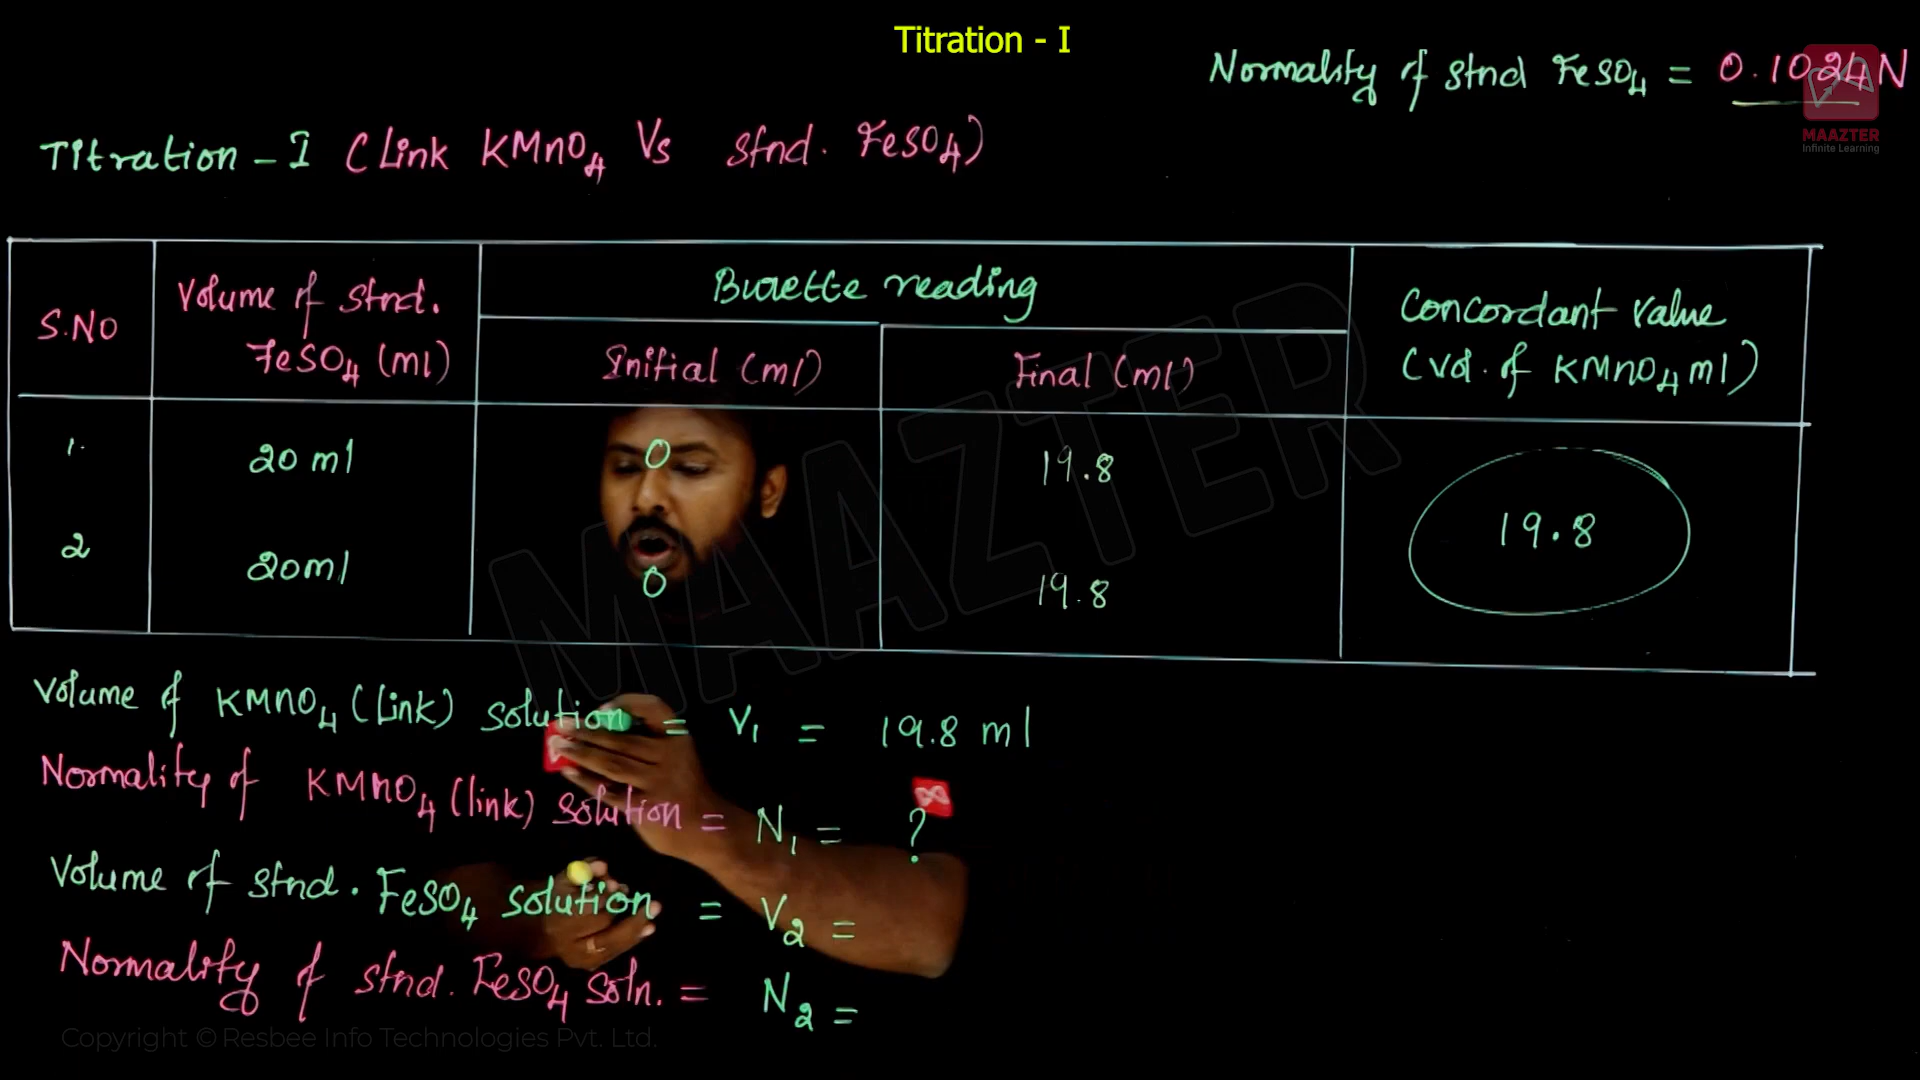 Titration - I
Normality of stnd FeSO4 = 0.1024 N
MAAZTER
Infinite Learning
Titration - I (Link KMnO4 Vs stnd. FeSO4)
S.NO
Volume of stnd. FeSO4 (ml)
Burette reading
Initial (ml)
Final (ml)
Concordant Value
(Vol. of KMnO4 ml)
1. 20 ml 0 19.8
19.8
2 20ml 0 19.8
MAAZTER
Volume of KMnO4 (Link) solution = V1 = 19.8 ml
Normality of KMnO4 (link) solution = N1 = ?
Volume of stnd. FeSO4 solution = V2 =
Normality of stnd. FeSO4 soln. = N2 =
Copyright © Resbee Info Technologies Pvt. Ltd.